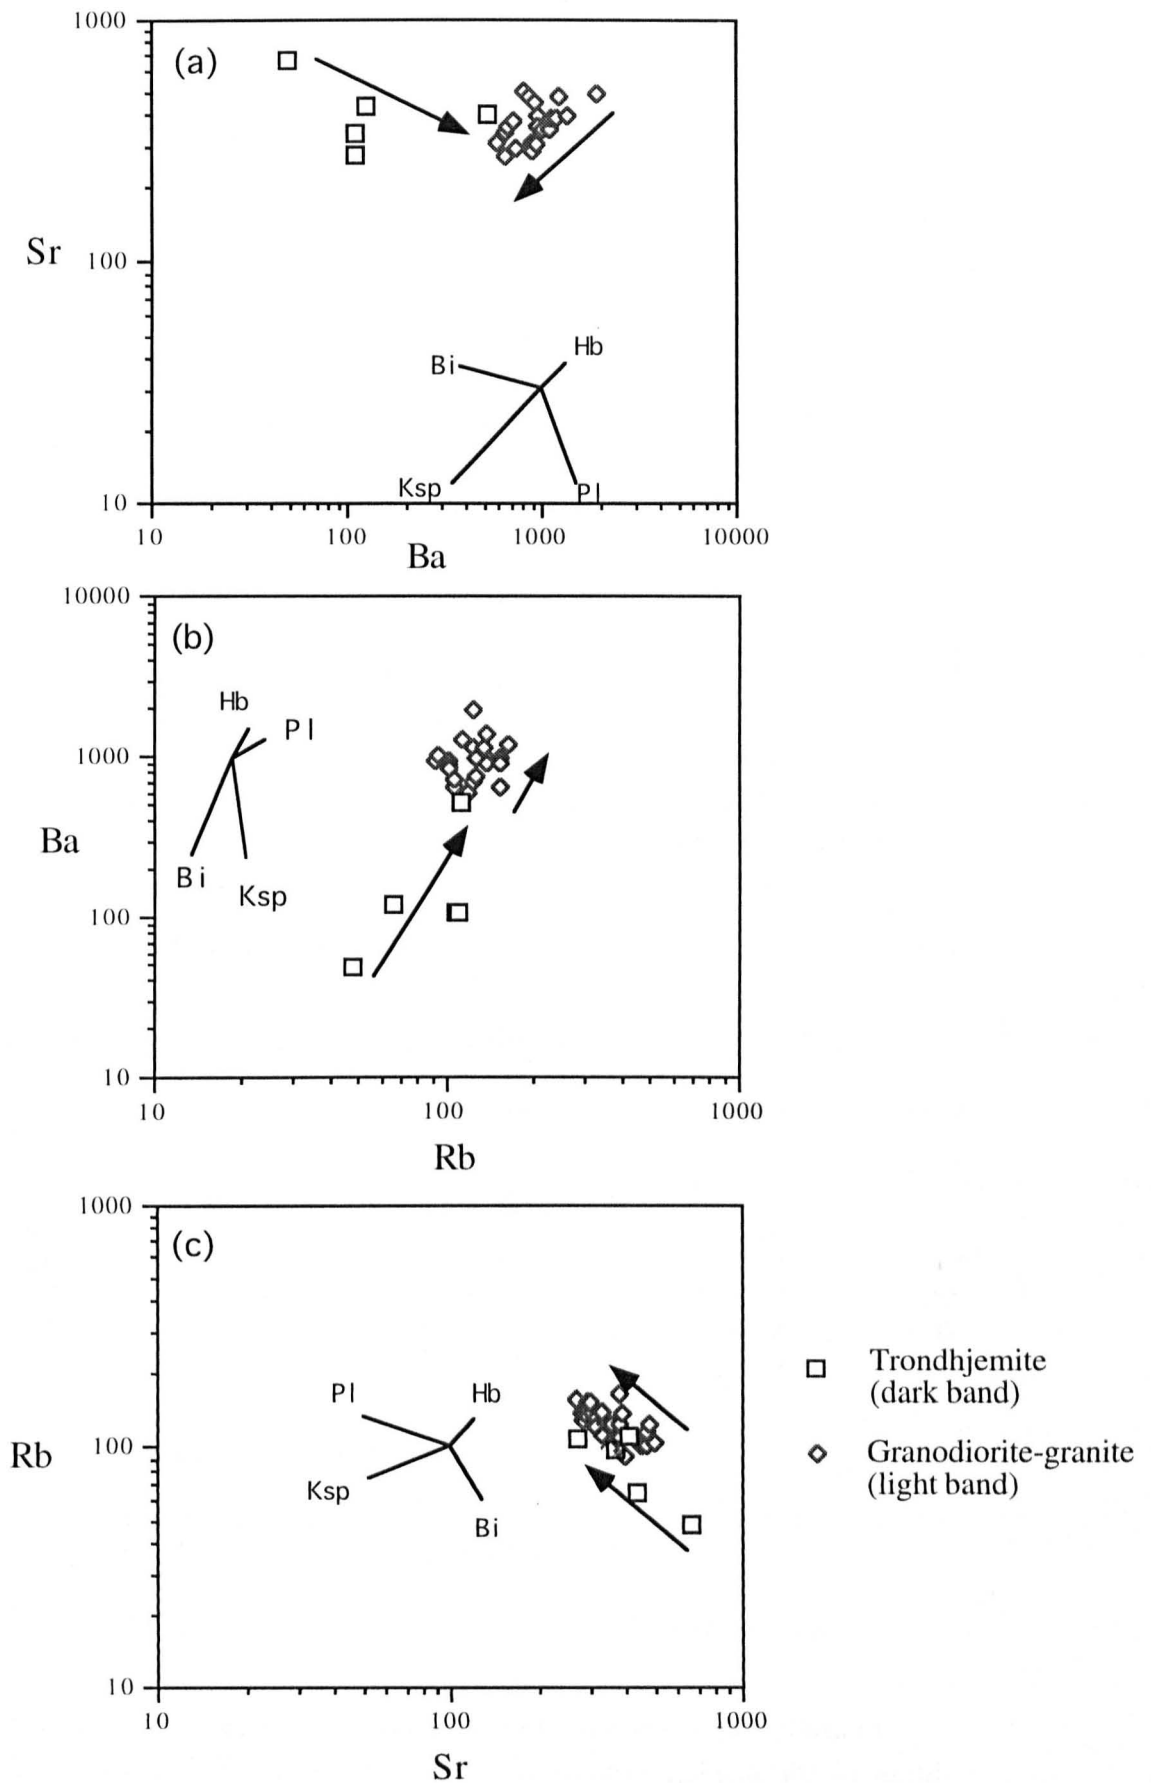 1000
(a)
Sr
100
Hb
Bi
Ksp
Pl
10
10
100
1000
10000
Ba
10000
(b)
Hb
Pl
1000
Ba
Bi
Ksp
100
10
10
100
1000
Rb
1000
(c)
Pl
Hb
Rb
100
Ksp
Bi
10
10
100
1000
Sr
Trondhjemite
(dark band)
Granodiorite-granite
(light band)